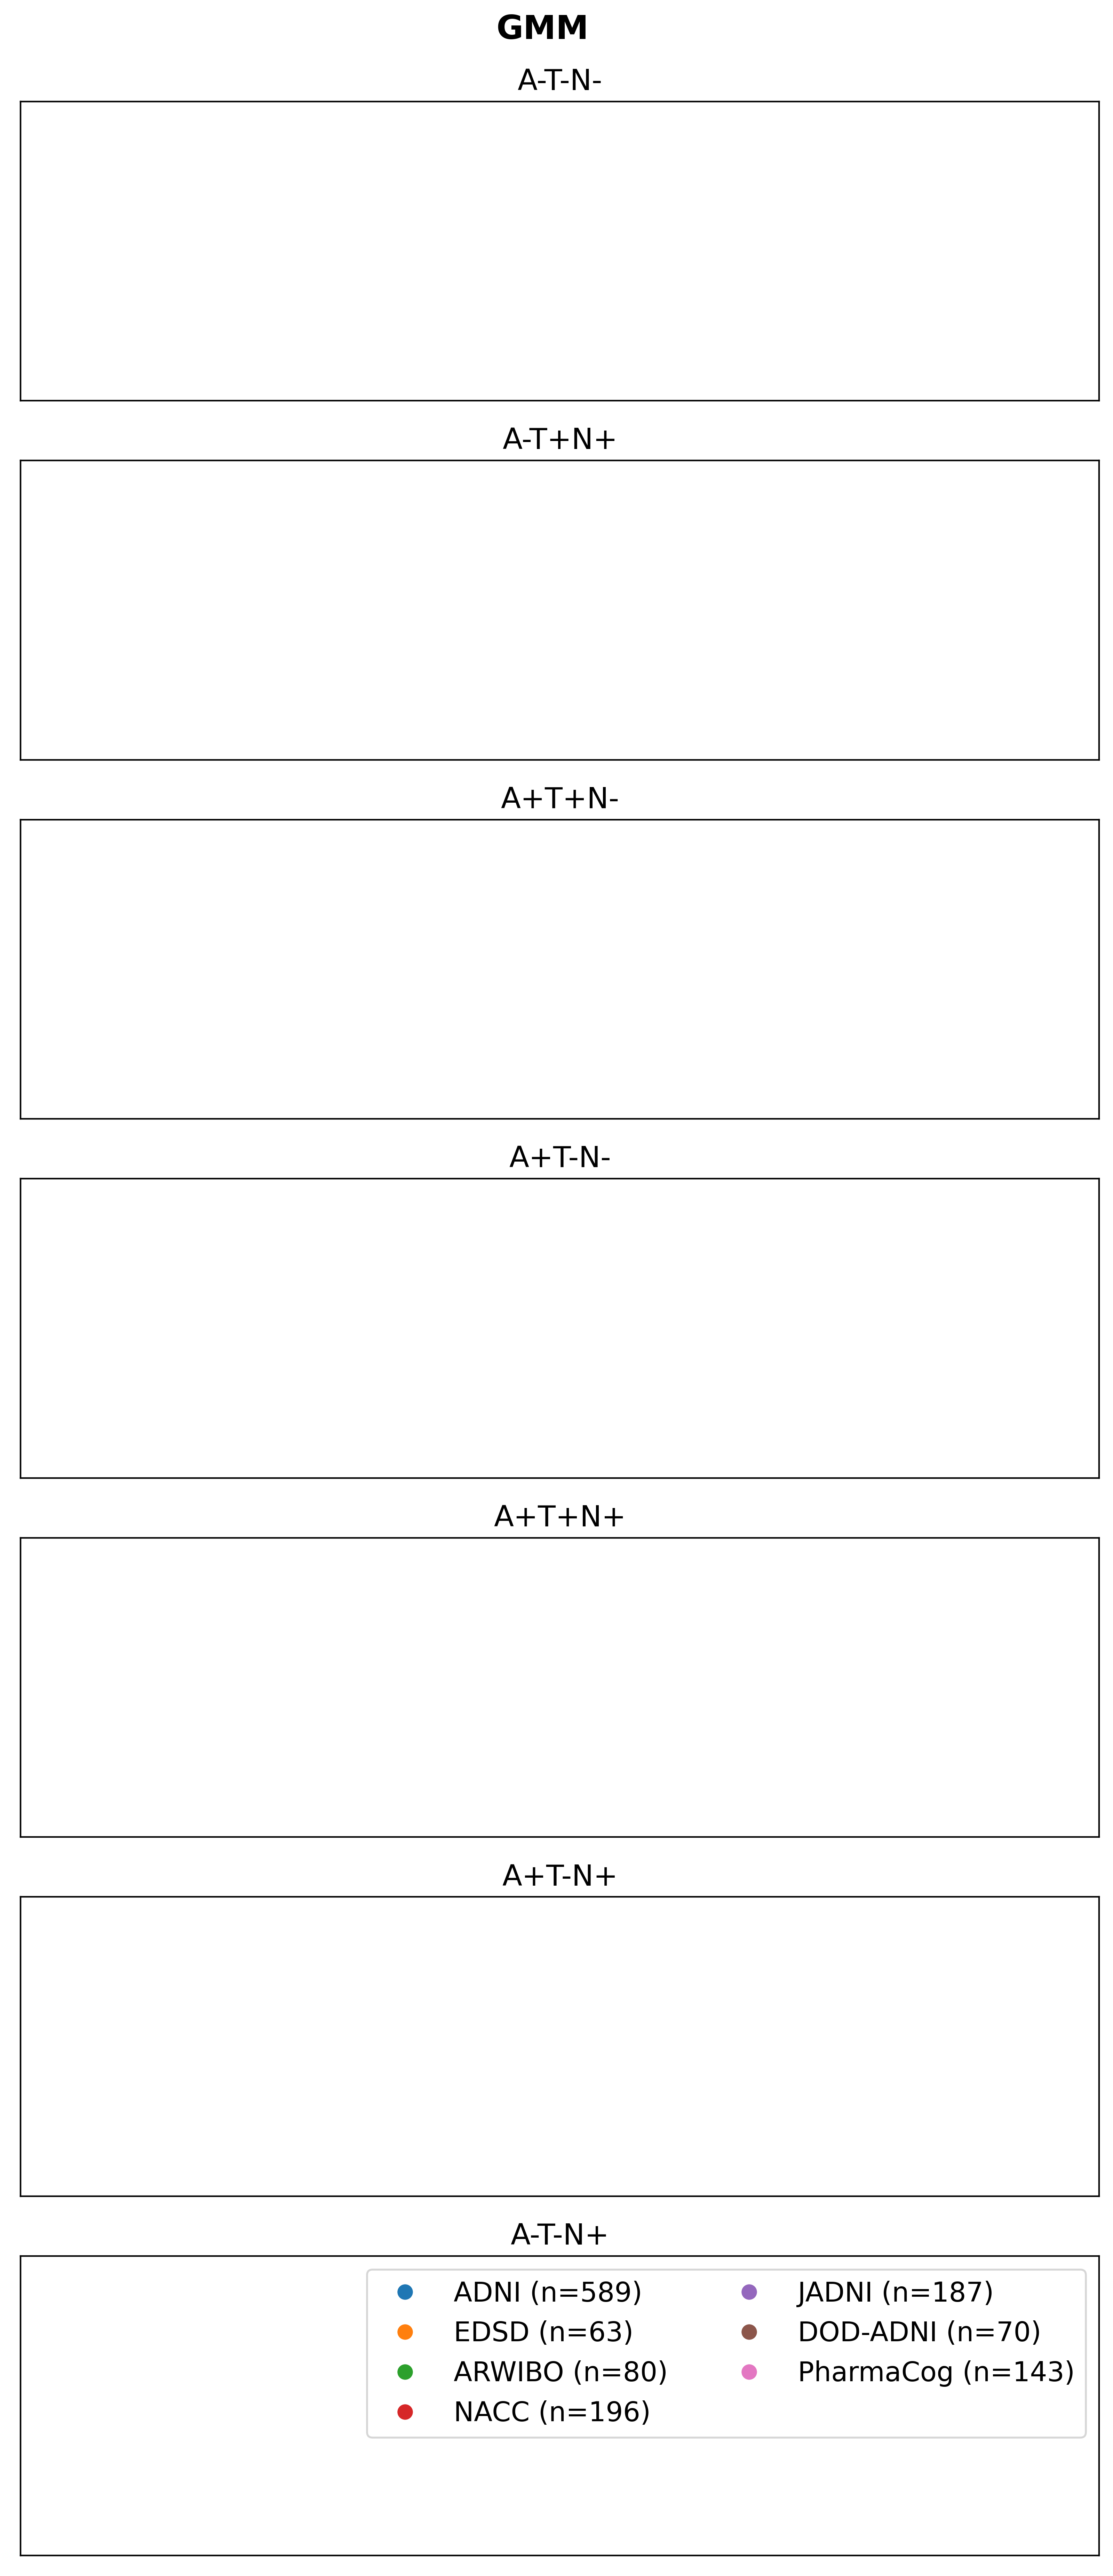 GMM
A-T-N-
A-T+N+
A+T+N-
A+T-N-
A+T+N+
A+T-N+
A-T-N+
ADNI (n=589)
EDSD (n=63)
ARWIBO (n=80)
NACC (n=196)
JADNI (n=187)
DOD-ADNI (n=70)
PharmaCog (n=143)